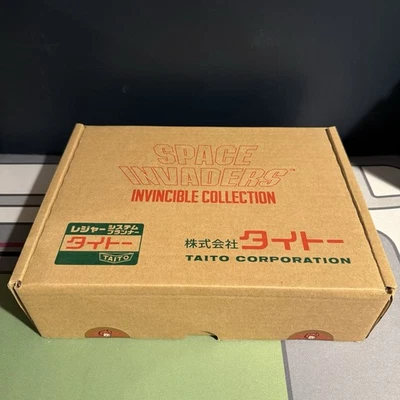 SPACE
INVADERS™
INVINCIBLE COLLECTION
レジャー システム プランナー
タイトー
TAITO
株式会社 タイトー
TAITO CORPORATION